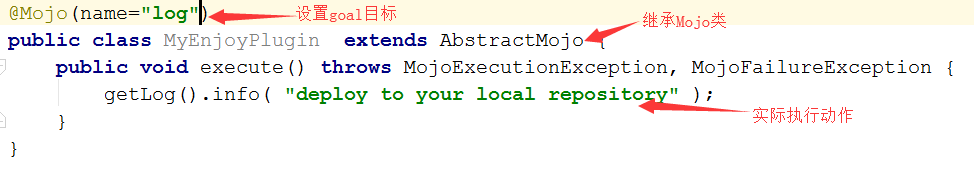 @Mojo(name="log") 设置goal目标
public class MyEnjoyPlugin extends AbstractMojo { 继承Mojo类
public void execute() throws MojoExecutionException, MojoFailureException {
getLog().info( "deploy to your local repository" );
实际执行动作
}
}